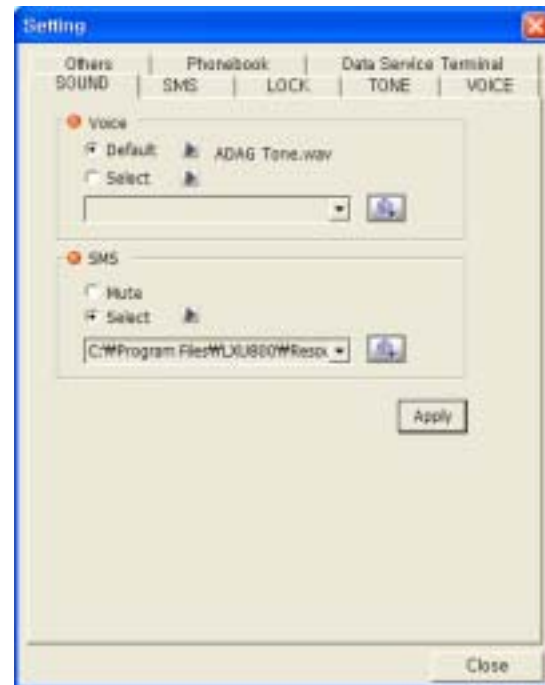 Setting
Others Phonebook Data Service Terminal
SOUND SMS LOCK TONE VOICE
Voice
Default ADAG Tone.wav
Select
SMS
Mute
Select
C:₩Program Files₩LXU800₩Resou
Apply
Close